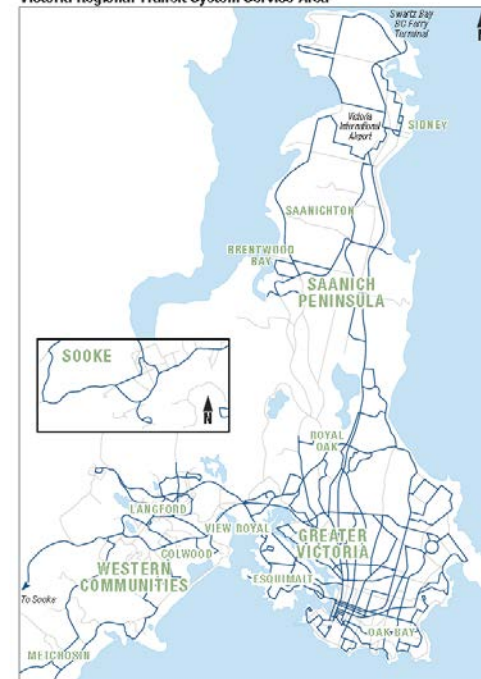 Victoria Regional Transit System Service Area
Swartz Bay
BC Ferry
Terminal
N
Victoria
International
Airport
SIDNEY
SAANICHTON
BRENTWOOD
BAY
SAANICH
PENINSULA
SOOKE
N
ROYAL
OAK
LANGFORD
VIEW ROYAL
GREATER
VICTORIA
COLWOOD
WESTERN
COMMUNITIES
ESQUIMALT
To Sooke
OAK BAY
METCHOSIN